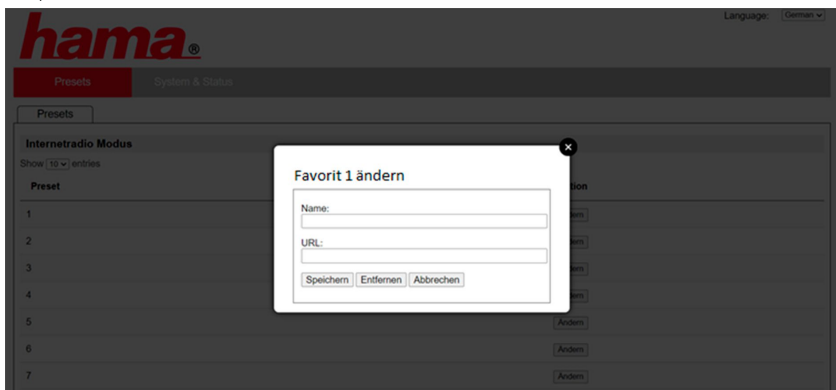 Language: German
hama®
Presets System & Status
Presets
Internetradio Modus
Show 10 entries
Preset
1
2
3
4
5 Ändern
6 Ändern
7 Ändern
Favorit 1 ändern
Name:
URL:
Speichern Entfernen Abbrechen